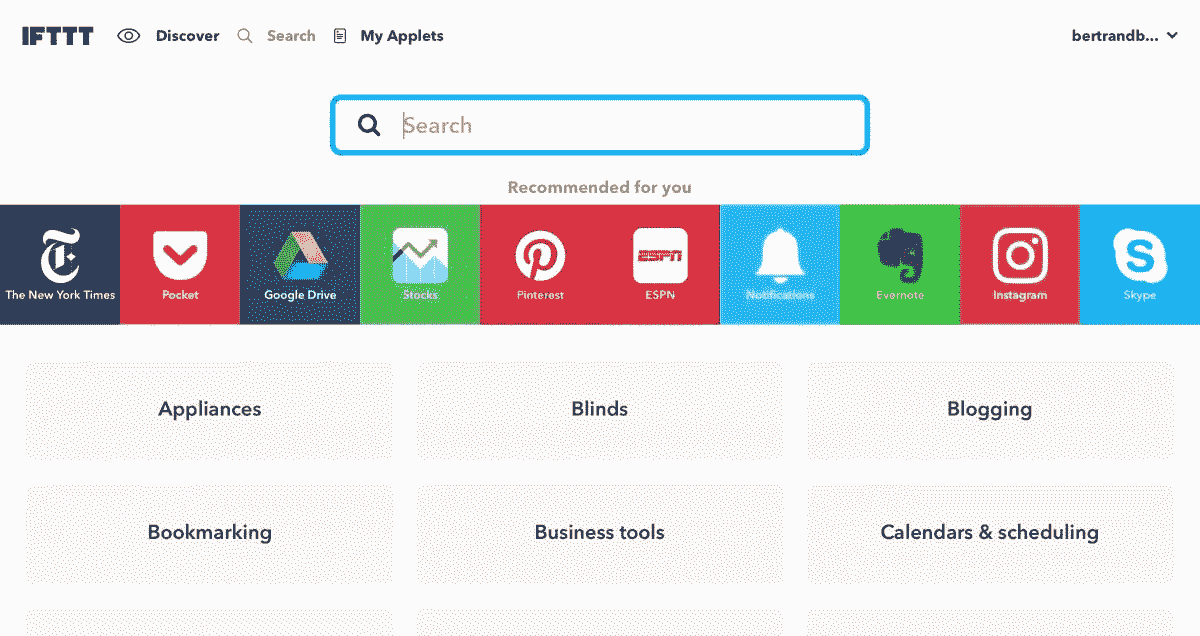 IFTTT Discover Search My Applets bertrandb...
Search
Recommended for you
T
The New York Times Pocket Google Drive Stocks Pinterest ESPN Notifications Evernote Instagram Skype
Appliances Blinds Blogging
Bookmarking Business tools Calendars & scheduling